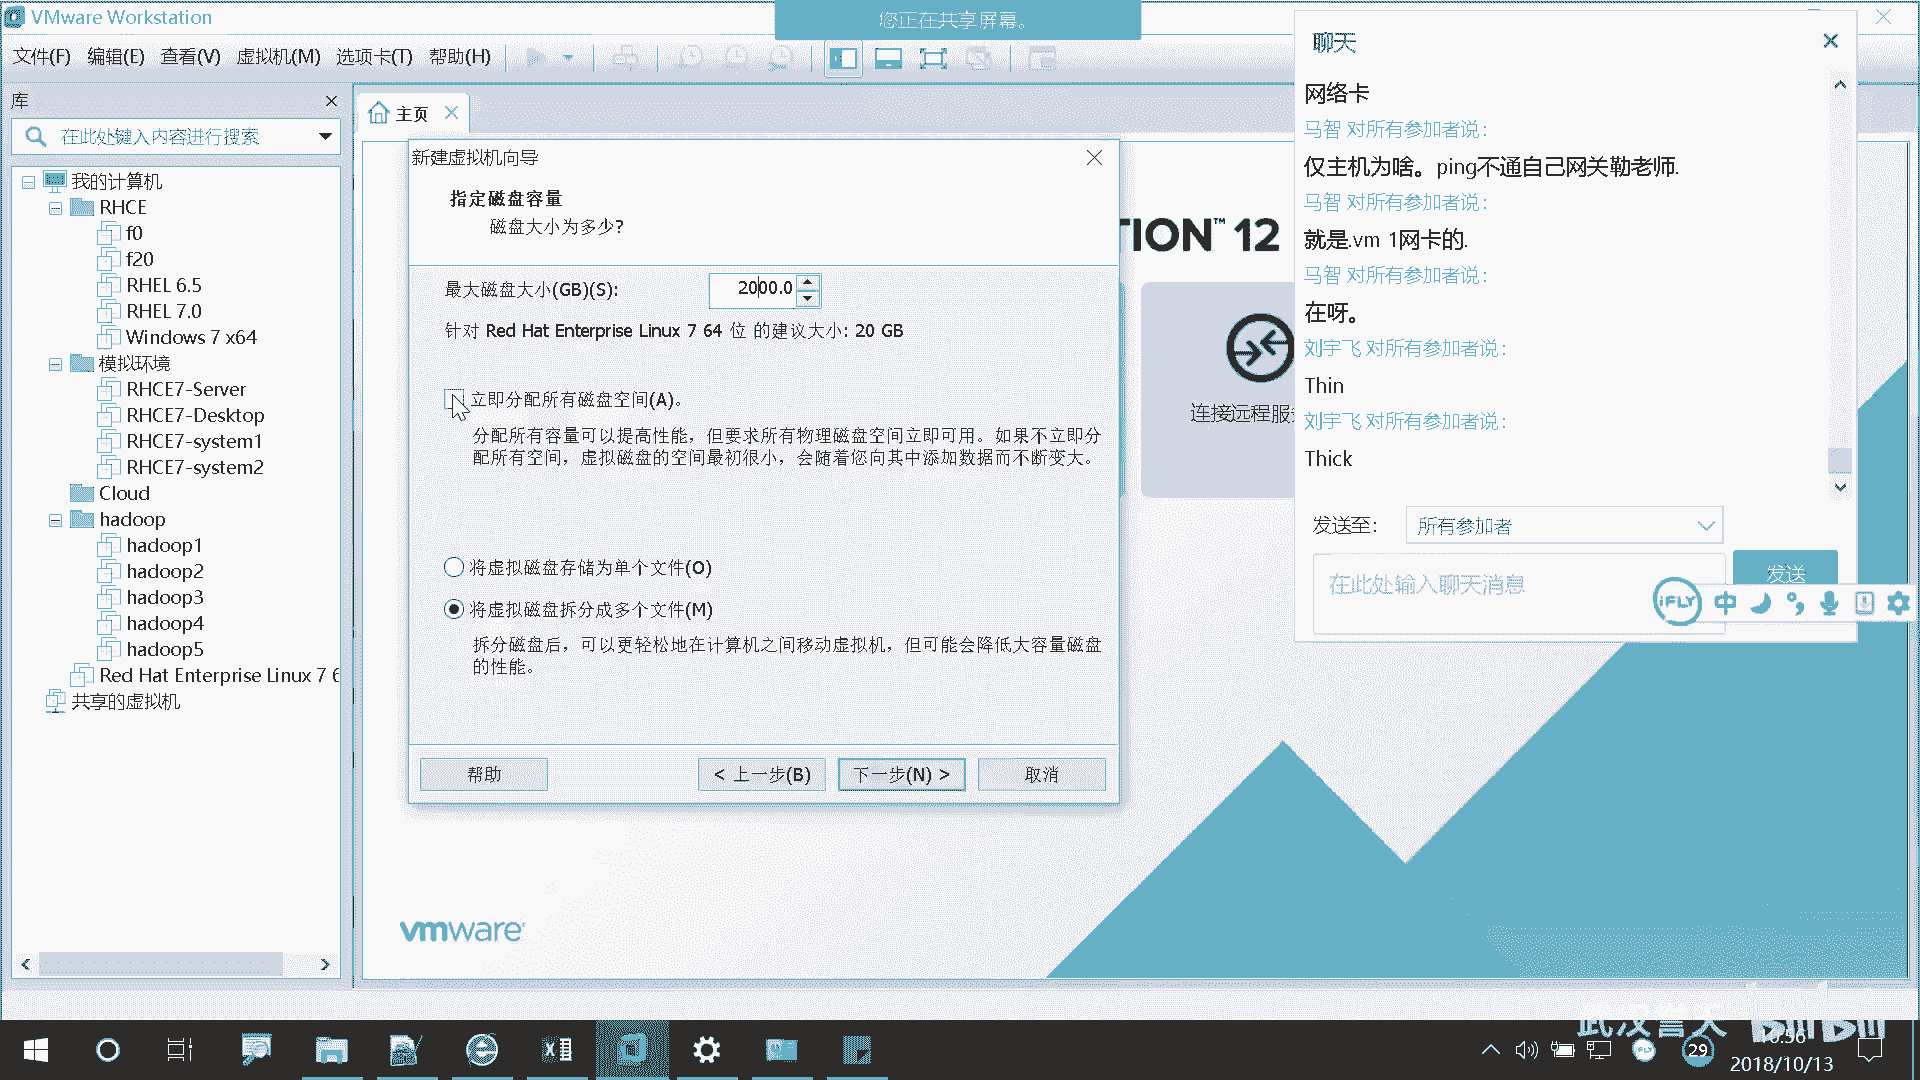 VMware Workstation
您正在共享屏幕。
文件(F) 编辑(E) 查看(V) 虚拟机(M) 选项卡(T) 帮助(H)
库
在此处键入内容进行搜索
我的计算机
RHCE
f0
f20
RHEL 6.5
RHEL 7.0
Windows 7 x64
模拟环境
RHCE7-Server
RHCE7-Desktop
RHCE7-system1
RHCE7-system2
Cloud
hadoop
hadoop1
hadoop2
hadoop3
hadoop4
hadoop5
Red Hat Enterprise Linux 7 6
共享的虚拟机
主页
TION™ 12
连接远程服
新建虚拟机向导
指定磁盘容量
磁盘大小为多少?
最大磁盘大小(GB)(S):
2000.0
针对 Red Hat Enterprise Linux 7 64 位 的建议大小: 20 GB
立即分配所有磁盘空间(A)。
分配所有容量可以提高性能，但要求所有物理磁盘空间立即可用。如果不立即分
配所有空间，虚拟磁盘的空间最初很小，会随着您向其中添加数据而不断变大。
将虚拟磁盘存储为单个文件(O)
将虚拟磁盘拆分成多个文件(M)
拆分磁盘后，可以更轻松地在计算机之间移动虚拟机，但可能会降低大容量磁盘
的性能。
帮助
< 上一步(B)
下一步(N) >
取消
vmware
聊天
网络卡
马智 对所有参加者说：
仅主机为啥。ping不通自己网关勒老师.
马智 对所有参加者说：
就是.vm 1网卡的.
马智 对所有参加者说：
在呀。
刘宇飞 对所有参加者说：
Thin
刘宇飞 对所有参加者说：
Thick
发送至：
所有参加者
在此处输入聊天消息
发送
iFLY 中
武汉誉天
bilibili
29
16:56
2018/10/13